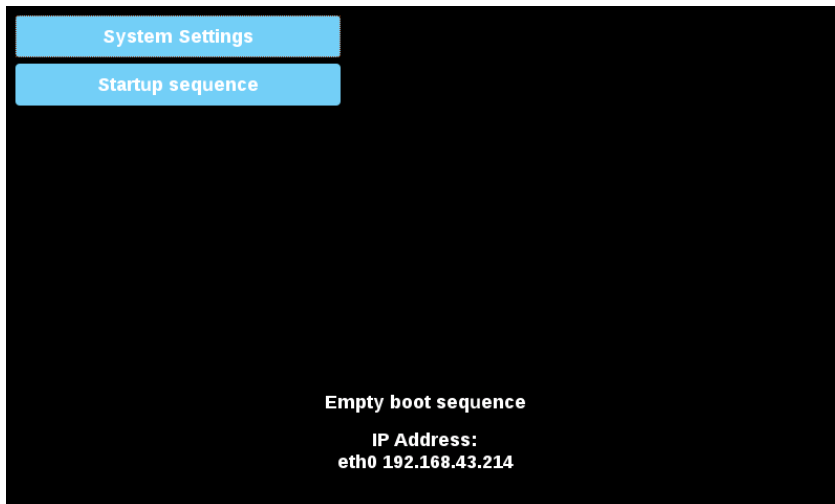 System Settings
Startup sequence
Empty boot sequence
IP Address:
eth0 192.168.43.214